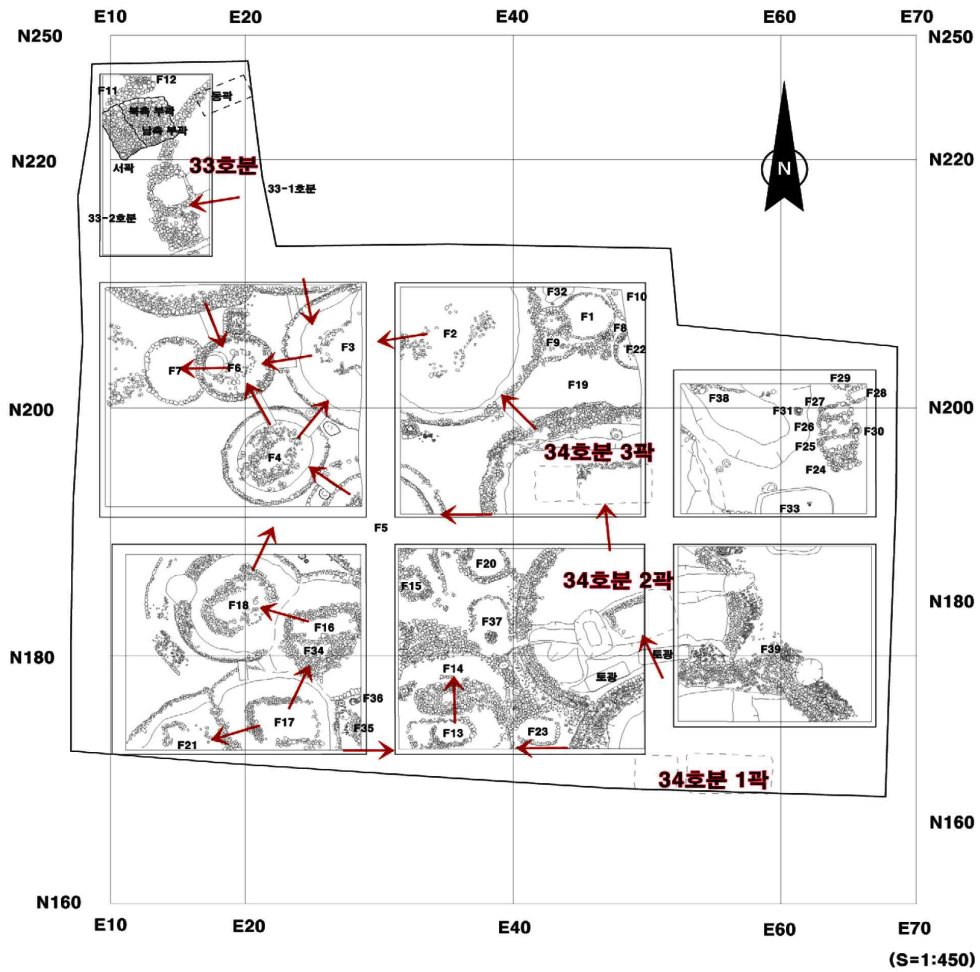 E10 E20 E40 E60 E70
N250 N250
F12
F11
동곽
북측 부곽
남측 부곽
N220 N220
서곽
33호분
33-1호분
33-2호분
N
F32 F10
F1
F2 F8
F3 F9 F22
F6
F7
F19
F29
F38 F27 F28
N200 N200
F31
F26 F30
F25
F24
F4
34호분 3곽
F33
F5
34호분 2곽
F20
F15
F18
N180
F16 F37
F34
토광 F39
N180
F14
토광
F36
F17 F35
F21 F13 F23
34호분 1곽
N160
N160
E10 E20 E40 E60 E70
(S=1:450)